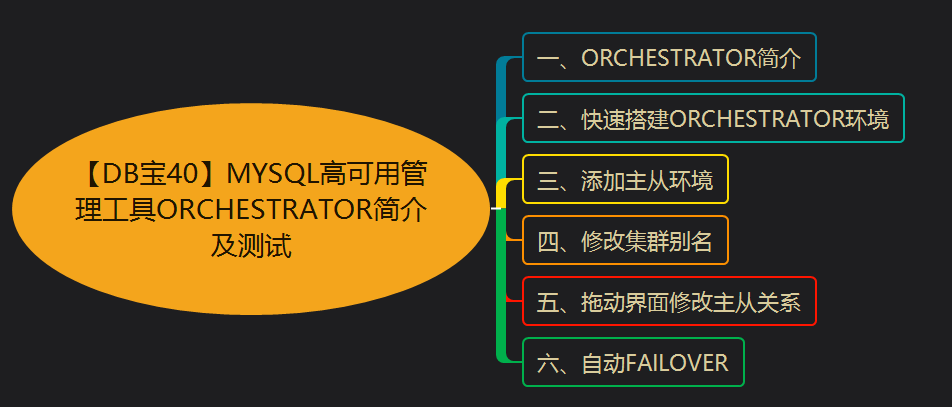 【DB宝40】MYSQL高可用管
理工具ORCHESTRATOR简介
及测试
一、ORCHESTRATOR简介
二、快速搭建ORCHESTRATOR环境
三、添加主从环境
四、修改集群别名
五、拖动界面修改主从关系
六、自动FAILOVER